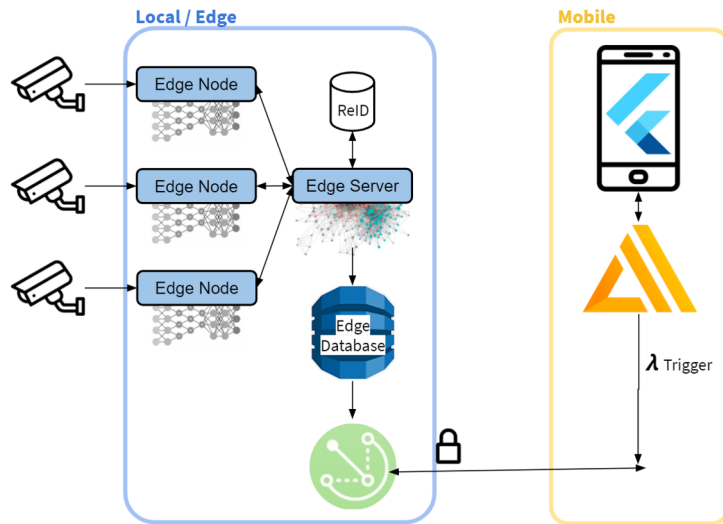 Local / Edge
Mobile
Edge Node
ReID
Edge Node
Edge Server
Edge Node
Edge
Database
λ Trigger